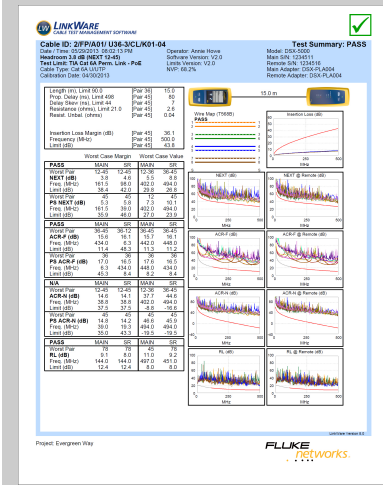 LINKWARE
CABLE TEST MANAGEMENT SOFTWARE
Cable ID: 2/FP/A01/ U36-3/CL/K01-04
Test Summary: PASS
Date / Time: 05/29/2013 06:02:13 PM
Operator: Annie Howe
Model: DSX-5000
Headroom 3.8 dB (NEXT 12-45)
Software Version: V2.0
Main S/N: 1234511
Test Limit: TIA Cat 6A Perm. Link - PoE
Limits Version: V2.0
Remote S/N: 1234516
Cable Type: Cat 6A U/UTP
NVP: 68.2%
Main Adapter: DSX-PLA004
Calibration Date: 04/30/2013
Remote Adapter: DSX-PLA004
Length (m), Limit 90.0 [Pair 36] 15.0
Prop. Delay (ns), Limit 498 [Pair 45] 80
Delay Skew (ns), Limit 44 [Pair 45] 7
Resistance (ohms), Limit 21.0 [Pair 45] 2.6
Resist. Unbal. (ohms) [Pair 45] 0.04
Insertion Loss Margin (dB) [Pair 45] 36.1
Frequency (MHz) [Pair 45] 500.0
Limit (dB) [Pair 45] 43.8
15.0 m
Wire Map (T568B)
PASS
Insertion Loss (dB)
MHz
Worst Case Margin Worst Case Value
PASS MAIN SR MAIN SR
Worst Pair 12-45 12-45 12-36 36-45
NEXT (dB) 3.8 4.6 5.5 8.8
Freq. (MHz) 161.5 98.0 402.0 494.0
Limit (dB) 38.4 42.0 29.8 26.8
Worst Pair 45 45 12 45
PS NEXT (dB) 5.3 5.8 7.3 10.1
Freq. (MHz) 161.5 39.0 402.0 494.0
Limit (dB) 35.9 46.0 27.0 23.9
PASS MAIN SR MAIN SR
Worst Pair 36-45 36-12 36-45 36-45
ACR-F (dB) 15.6 16.1 15.7 16.1
Freq. (MHz) 434.0 6.3 442.0 448.0
Limit (dB) 11.4 48.3 11.3 11.2
Worst Pair 36 36 36 36
PS ACR-F (dB) 17.0 16.5 17.6 16.5
Freq. (MHz) 6.3 434.0 448.0 434.0
Limit (dB) 45.3 8.4 8.2 8.4
N/A MAIN SR MAIN SR
Worst Pair 12-45 12-45 12-36 36-45
ACR-N (dB) 14.6 14.1 37.7 44.6
Freq. (MHz) 38.8 38.8 402.0 494.0
Limit (dB) 37.5 37.5 -8.8 -16.6
Worst Pair 45 45 45 45
PS ACR-N (dB) 14.8 14.2 46.6 45.9
Freq. (MHz) 39.0 19.3 494.0 494.0
Limit (dB) 35.0 43.3 -19.5 -19.5
PASS MAIN SR MAIN SR
Worst Pair 78 78 45 78
RL (dB) 9.1 8.0 11.0 9.2
Freq. (MHz) 144.0 144.0 497.0 451.0
Limit (dB) 12.4 12.4 8.0 8.0
NEXT (dB)
NEXT @ Remote (dB)
MHz
MHz
ACR-F (dB)
ACR-F @ Remote (dB)
MHz
MHz
ACR-N (dB)
ACR-N @ Remote (dB)
MHz
MHz
RL (dB)
RL @ Remote (dB)
MHz
MHz
Project: Evergreen Way
FLUKE
networks.